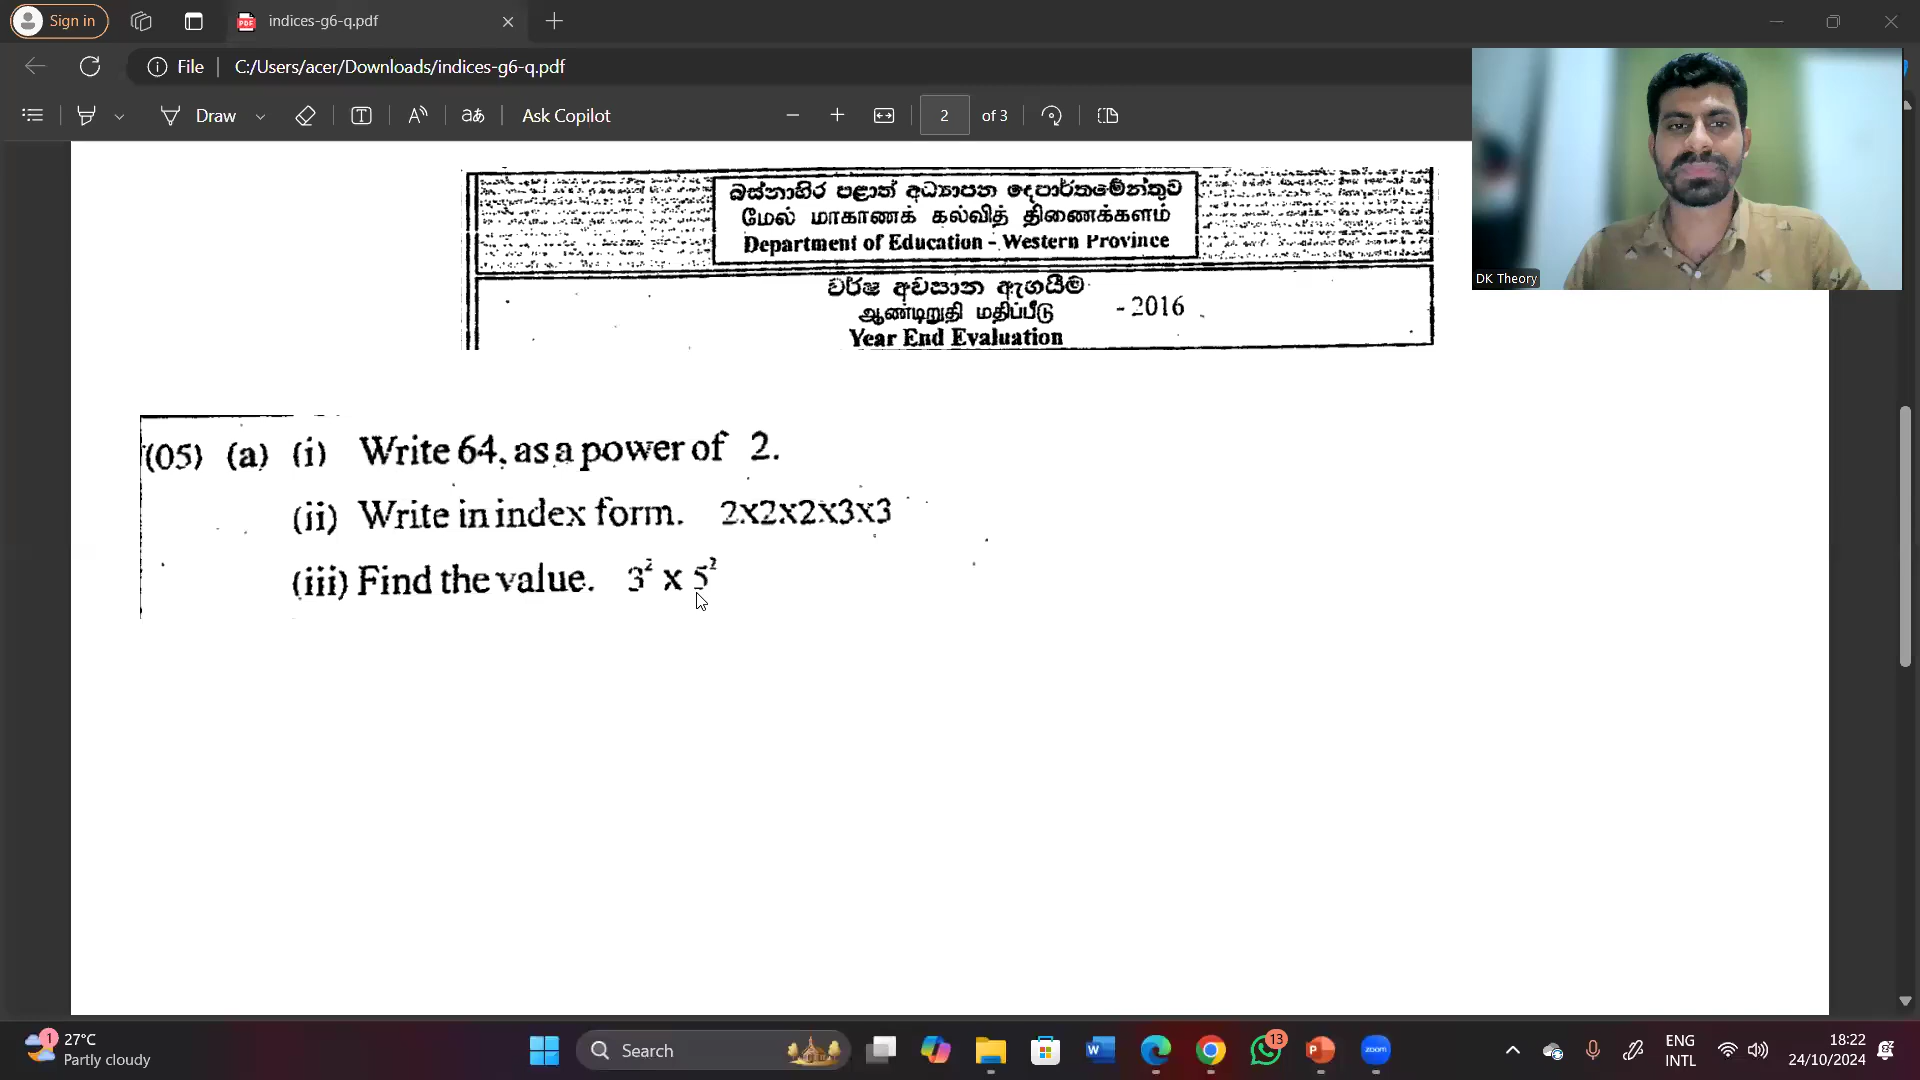 Sign in
indices-g6-q.pdf
File
C:/Users/acer/Downloads/indices-g6-q.pdf
Draw
Ask Copilot
2 of 3
DK Theory
බස්නාහිර පළාත් අධ්‍යාපන දෙපාර්තමේන්තුව
மேல் மாகாணக் கல்வித் திணைக்களம்
Department of Education - Western Province
වර්ෂ අවසාන ඇගයීම
ஆண்டிறுதி மதிப்பீடு - 2016
Year End Evaluation
(05) (a) (i) Write 64, as a power of 2.
(ii) Write in index form. 2x2x2x3x3
(iii) Find the value. 3² x 5²
1
27°C
Partly cloudy
Search
13
zoom
ENG
INTL
18:22
24/10/2024